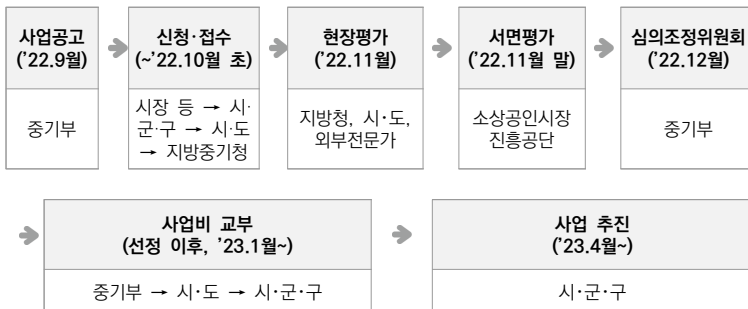 사업공고
('22.9월)
중기부
신청·접수
(~'22.10월 초)
시장 등 → 시·
군·구 → 시·도
→ 지방중기청
현장평가
('22.11월)
지방청, 시·도,
외부전문가
서면평가
('22.11월 말)
소상공인시장
진흥공단
심의조정위원회
('22.12월)
중기부
사업비 교부
(선정 이후, '23.1월~)
중기부 → 시·도 → 시·군·구
사업 추진
('23.4월~)
시·군·구